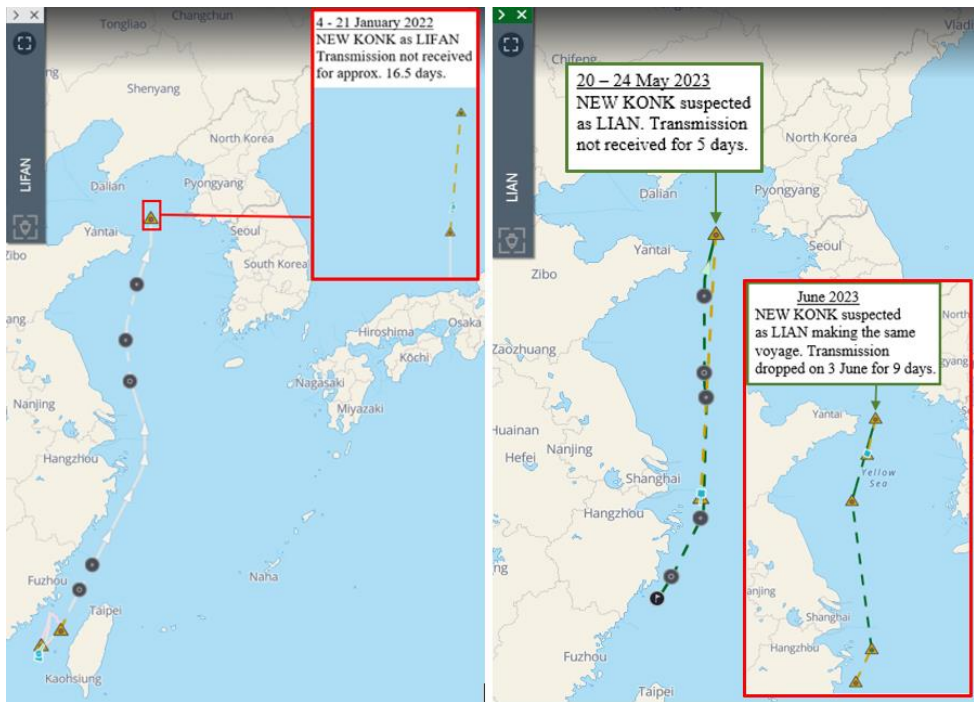 4 - 21 January 2022
NEW KONK as LIFAN
Transmission not received
for approx. 16.5 days.
LIFAN
Tongliao
Shenyang
North Korea
Dalian
Pyongyang
Yantai
Seoul
Zibo
South Korea
Hiroshima
Osaka
Kōchi
Nagasaki
Miyazaki
Nanjing
Hangzhou
Fuzhou
Naha
Taipei
Kaohsiung
20 – 24 May 2023
NEW KONK suspected
as LIAN. Transmission
not received for 5 days.
LIAN
Chifeng
North Korea
Dalian
Pyongyang
Yantai
Seoul
Zibo
Zaozhuang
Huainan
Nanjing
Hefei
Shanghai
Hangzhou
Fuzhou
Taipei
June 2023
NEW KONK suspected
as LIAN making the same
voyage. Transmission
dropped on 3 June for 9 days.
North
Yantai
Yellow
Sea
Shanghai
Hangzhou